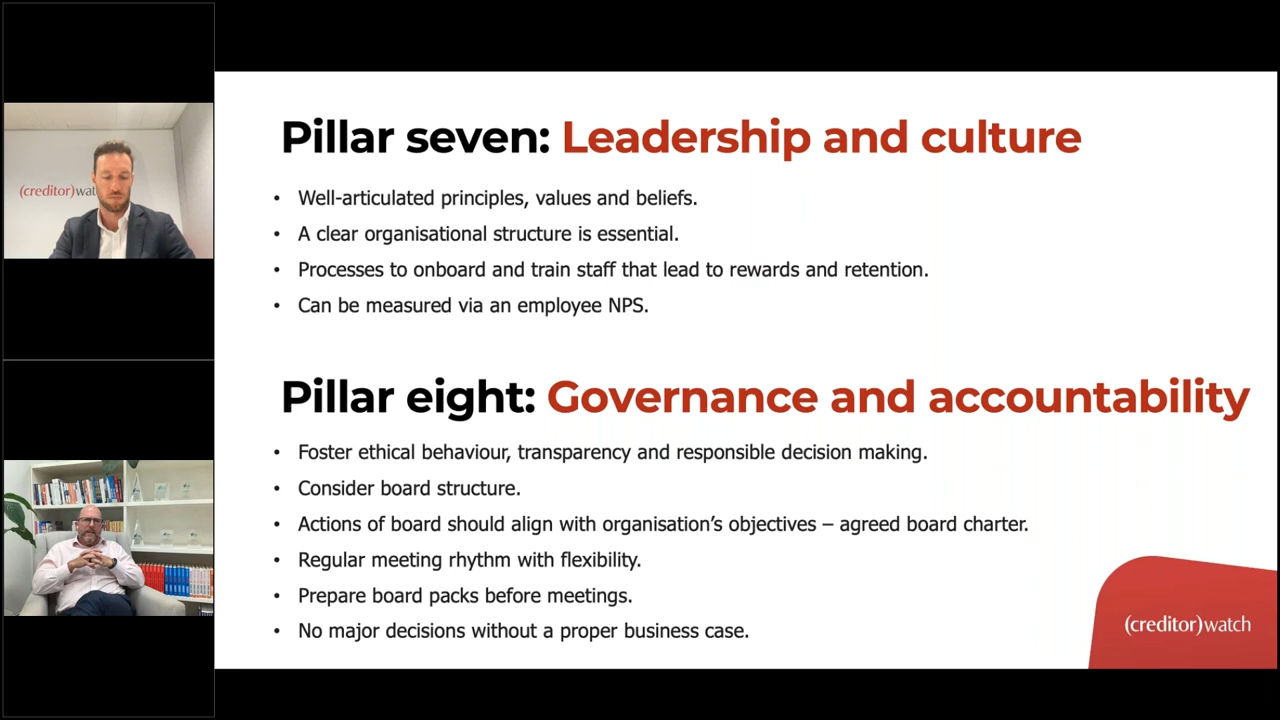 (creditor)watch
Pillar seven: Leadership and culture
• Well-articulated principles, values and beliefs.
• A clear organisational structure is essential.
• Processes to onboard and train staff that lead to rewards and retention.
• Can be measured via an employee NPS.
Pillar eight: Governance and accountability
• Foster ethical behaviour, transparency and responsible decision making.
• Consider board structure.
• Actions of board should align with organisation’s objectives – agreed board charter.
• Regular meeting rhythm with flexibility.
• Prepare board packs before meetings.
• No major decisions without a proper business case.
(creditor)watch